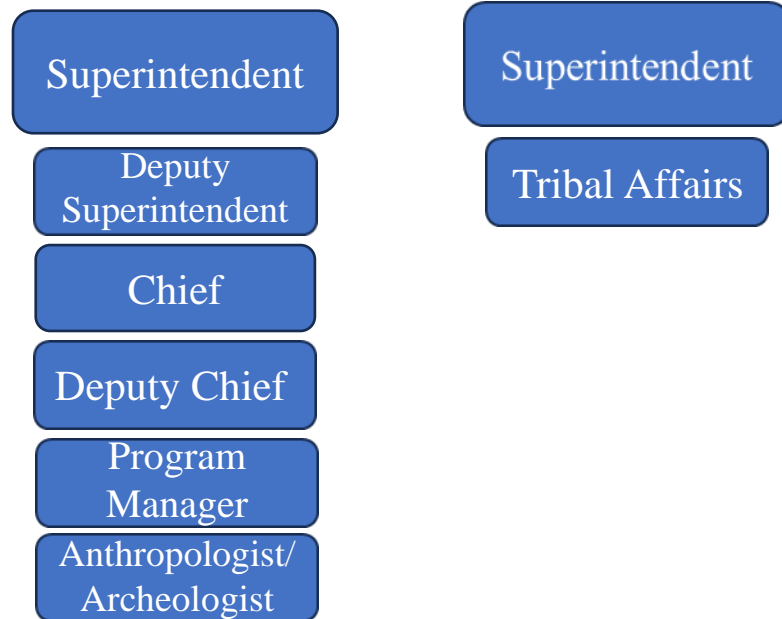 Superintendent
Deputy
Superintendent
Chief
Deputy Chief
Program
Manager
Anthropologist/
Archeologist
Superintendent
Tribal Affairs